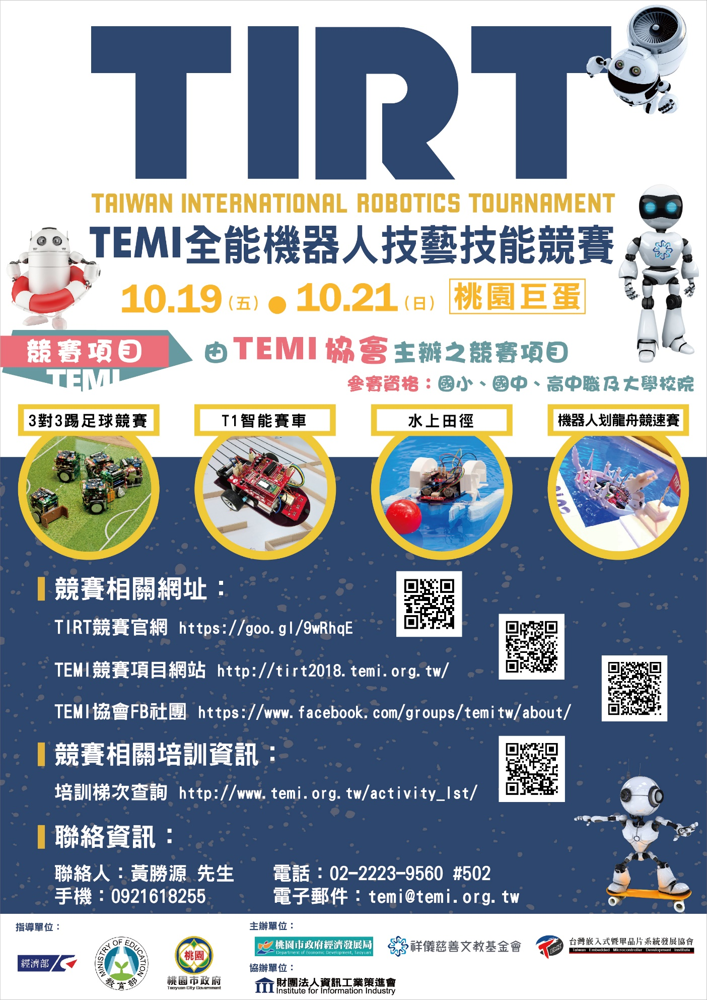 TIRT
TAIWAN INTERNATIONAL ROBOTICS TOURNAMENT
TEMI全能機器人技藝技能競賽
10.19(五)●10.21(日) 桃園巨蛋
競賽項目
TEMI
由TEMI協會主辦之競賽項目
參賽資格：國小、國中、高中職及大學校院
3對3踢足球競賽
T1智能賽車
水上田徑
機器人划龍舟競速賽
TIRT
競賽相關網址：
TIRT競賽官網 https://goo.gl/9wRhqE
TEMI競賽項目網站 http://tirt2018.temi.org.tw/
TEMI協會FB社團 https://www.facebook.com/groups/temitw/about/
競賽相關培訓資訊：
培訓梯次查詢 http://www.temi.org.tw/activity_lst/
聯絡資訊：
聯絡人：黃勝源 先生 電話：02-2223-9560 #502
手機：0921618255 電子郵件：temi@temi.org.tw
指導單位：
經濟部
MINISTRY OF EDUCATION
教育部
桃園
桃園市政府
Taoyuan City Government
主辦單位：
桃園市政府經濟發展局
Department of Economic Development, Taoyuan
祥儀慈善文教基金會
TEMI
台灣嵌入式暨單晶片系統發展協會
Taiwan Embedded Microcontroller Development Institute
協辦單位：
財團法人資訊工業策進會
Institute for Information Industry